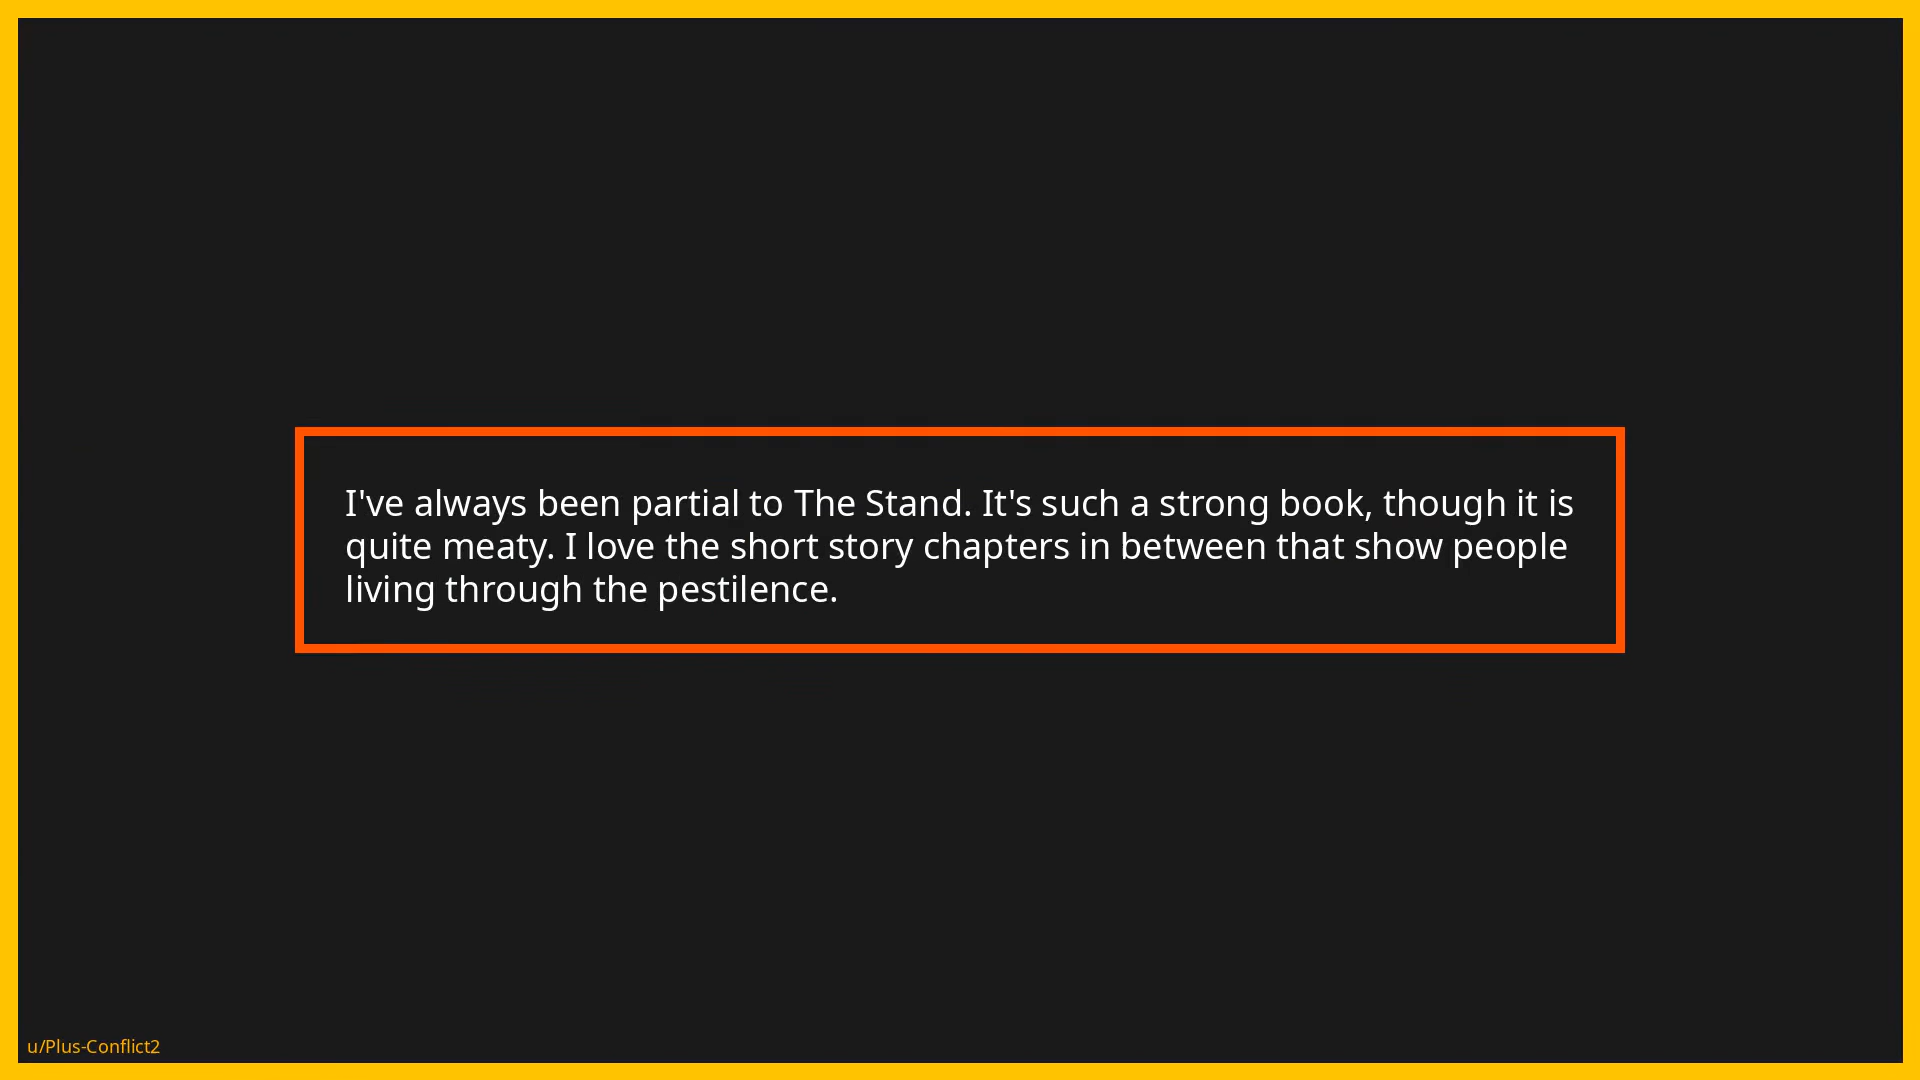 I've always been partial to The Stand. It's such a strong book, though it is
quite meaty. I love the short story chapters in between that show people
living through the pestilence.
u/Plus-Conflict2